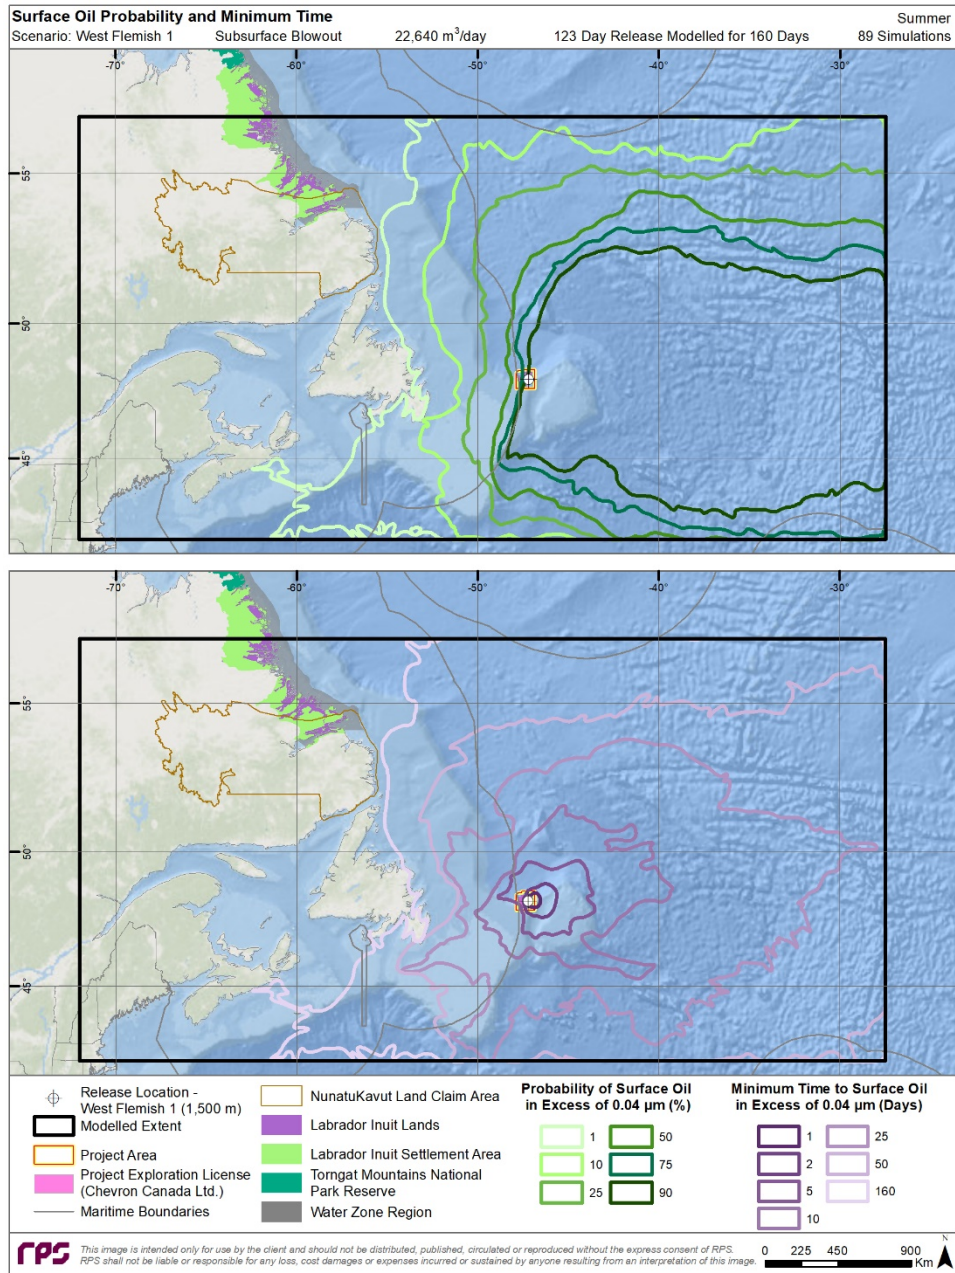 Surface Oil Probability and Minimum Time
Summer
Scenario: West Flemish 1 Subsurface Blowout 22,640 m³/day 123 Day Release Modelled for 160 Days 89 Simulations
-70° -60° -50° -40° -30°
55°
50°
45°
-70° -60° -50° -40° -30°
55°
50°
45°
Release Location -
West Flemish 1 (1,500 m)
Modelled Extent
Project Area
Project Exploration License
(Chevron Canada Ltd.)
Maritime Boundaries
NunatuKavut Land Claim Area
Labrador Inuit Lands
Labrador Inuit Settlement Area
Torngat Mountains National
Park Reserve
Water Zone Region
Probability of Surface Oil
in Excess of 0.04 µm (%)
1 50
10 75
25 90
Minimum Time to Surface Oil
in Excess of 0.04 µm (Days)
1 25
2 50
5 160
10
RPS
This image is intended only for use by the client and should not be distributed, published, circulated or reproduced without the express consent of RPS.
RPS shall not be liable or responsible for any loss, cost damages or expenses incurred or sustained by anyone resulting from an interpretation of this image.
0 225 450 900
Km
N